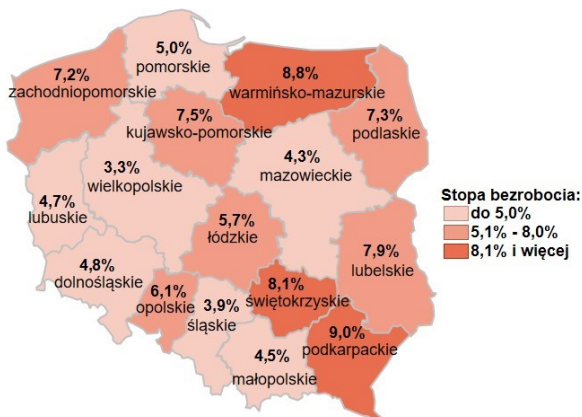 5,0%
pomorskie
7,2%
zachodniopomorskie
8,8%
warmińsko-mazurskie
7,5%
kujawsko-pomorskie
7,3%
podlaskie
3,3%
wielkopolskie
4,3%
mazowieckie
4,7%
lubuskie
5,7%
łódzkie
7,9%
lubelskie
4,8%
dolnośląskie
6,1%
opolskie
3,9%
śląskie
8,1%
świętokrzyskie
4,5%
małopolskie
9,0%
podkarpackie
Stopa bezrobocia:
do 5,0%
5,1% - 8,0%
8,1% i więcej